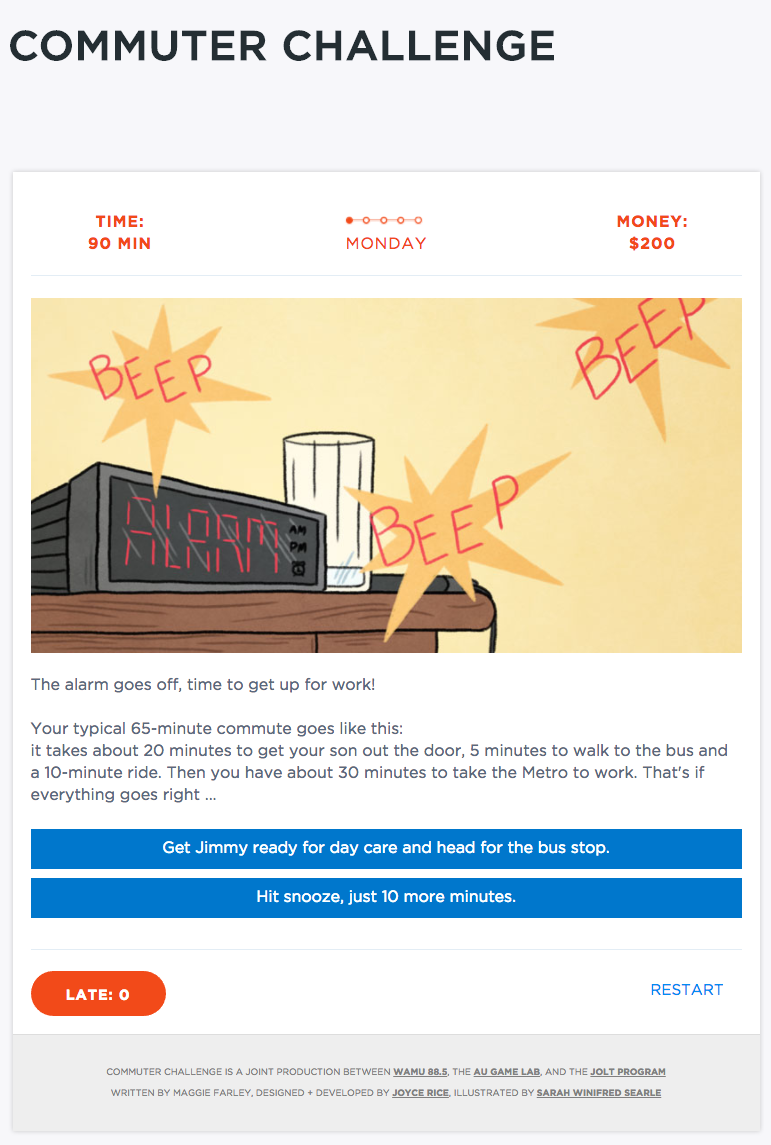 COMMUTER CHALLENGE
TIME:
90 MIN
MONDAY
MONEY:
$200
BEEP
BEEP
BEEP
ALARM
AM
PM
The alarm goes off, time to get up for work!
Your typical 65-minute commute goes like this:
it takes about 20 minutes to get your son out the door, 5 minutes to walk to the bus and
a 10-minute ride. Then you have about 30 minutes to take the Metro to work. That's if
everything goes right ...
Get Jimmy ready for day care and head for the bus stop.
Hit snooze, just 10 more minutes.
LATE: 0
RESTART
COMMUTER CHALLENGE IS A JOINT PRODUCTION BETWEEN WAMU 88.5, THE AU GAME LAB, AND THE JOLT PROGRAM
WRITTEN BY MAGGIE FARLEY, DESIGNED + DEVELOPED BY JOYCE RICE, ILLUSTRATED BY SARAH WINIFRED SEARLE